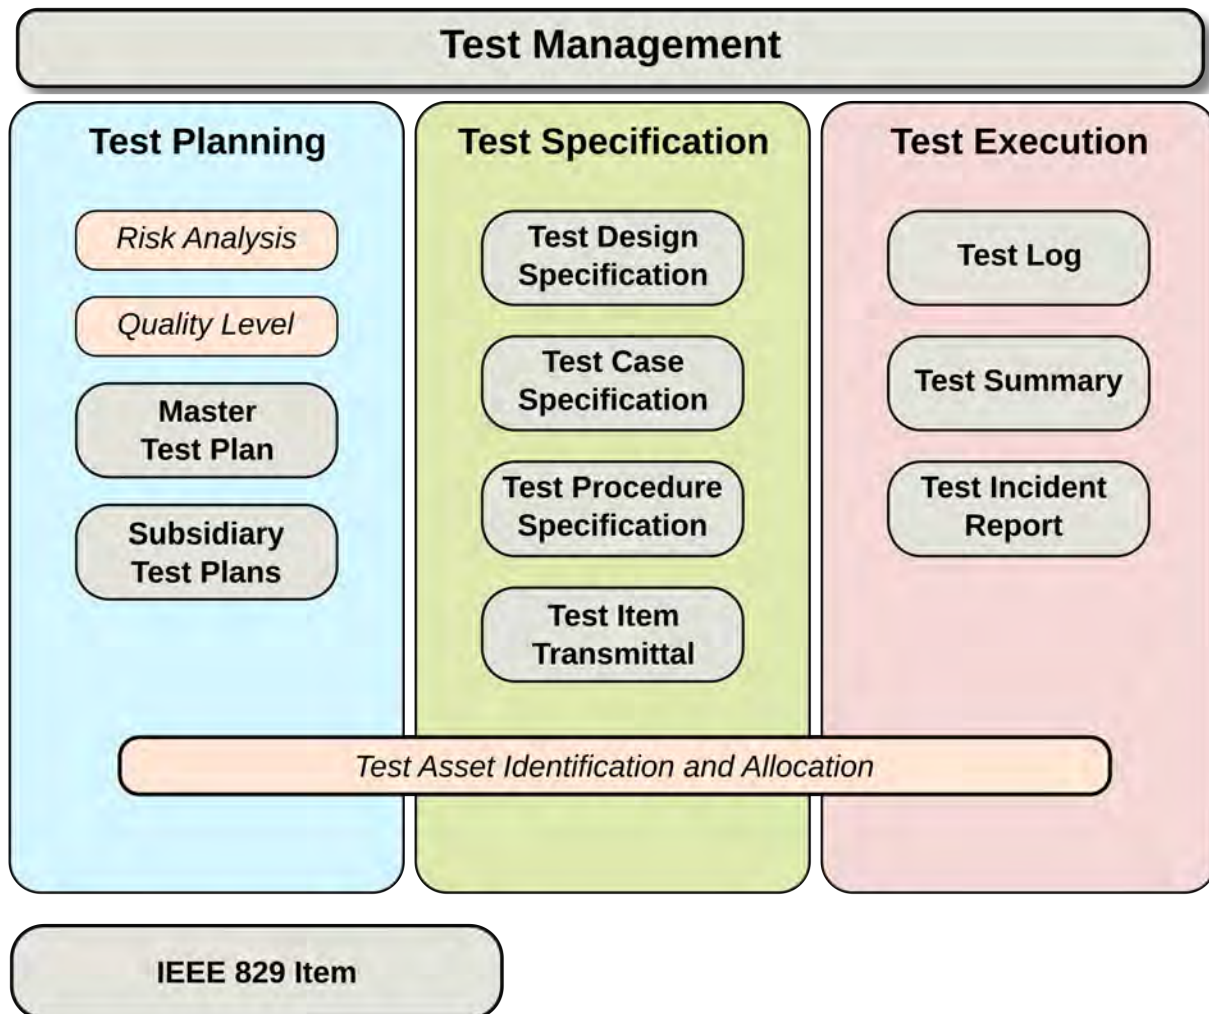 Test Management
Test Planning
Risk Analysis
Quality Level
Master
Test Plan
Subsidiary
Test Plans
Test Specification
Test Design
Specification
Test Case
Specification
Test Procedure
Specification
Test Item
Transmittal
Test Execution
Test Log
Test Summary
Test Incident
Report
Test Asset Identification and Allocation
IEEE 829 Item